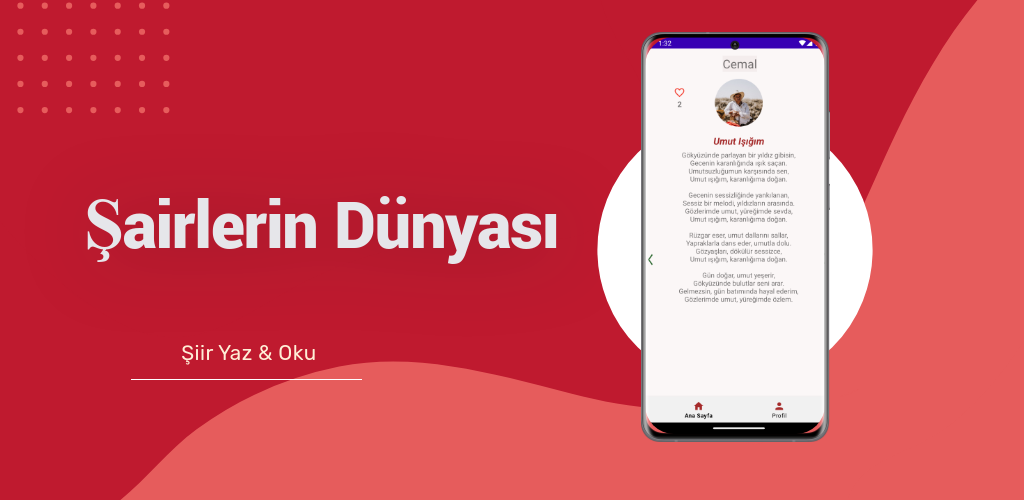 Şairlerin Dünyası
Şiir Yaz & Oku
1:32
Cemal
2
Umut Işığım
Gökyüzünde parlayan bir yıldız gibisin,
Gecenin karanlığında ışık saçan.
Umutsuzluğumun karşısında sen,
Umut ışığım, karanlığıma doğan.
Gecenin sessizliğinde yankılanan,
Sessiz bir melodi, yıldızların arasında.
Gözlerimde umut, yüreğimde sevda,
Umut ışığım, karanlığıma doğan.
Rüzgar eser, umut dallarını sallar,
Yapraklarla dans eder, umutla dolu.
Gözyaşları, dökülür sessizce,
Umut ışığım, karanlığıma doğan.
Gün doğar, umut yeşerir,
Gökyüzünde bulutlar seni arar.
Gelmezsin, gün batımında hayal ederim,
Gözlerimde umut, yüreğimde özlem.
Ana Sayfa
Profil